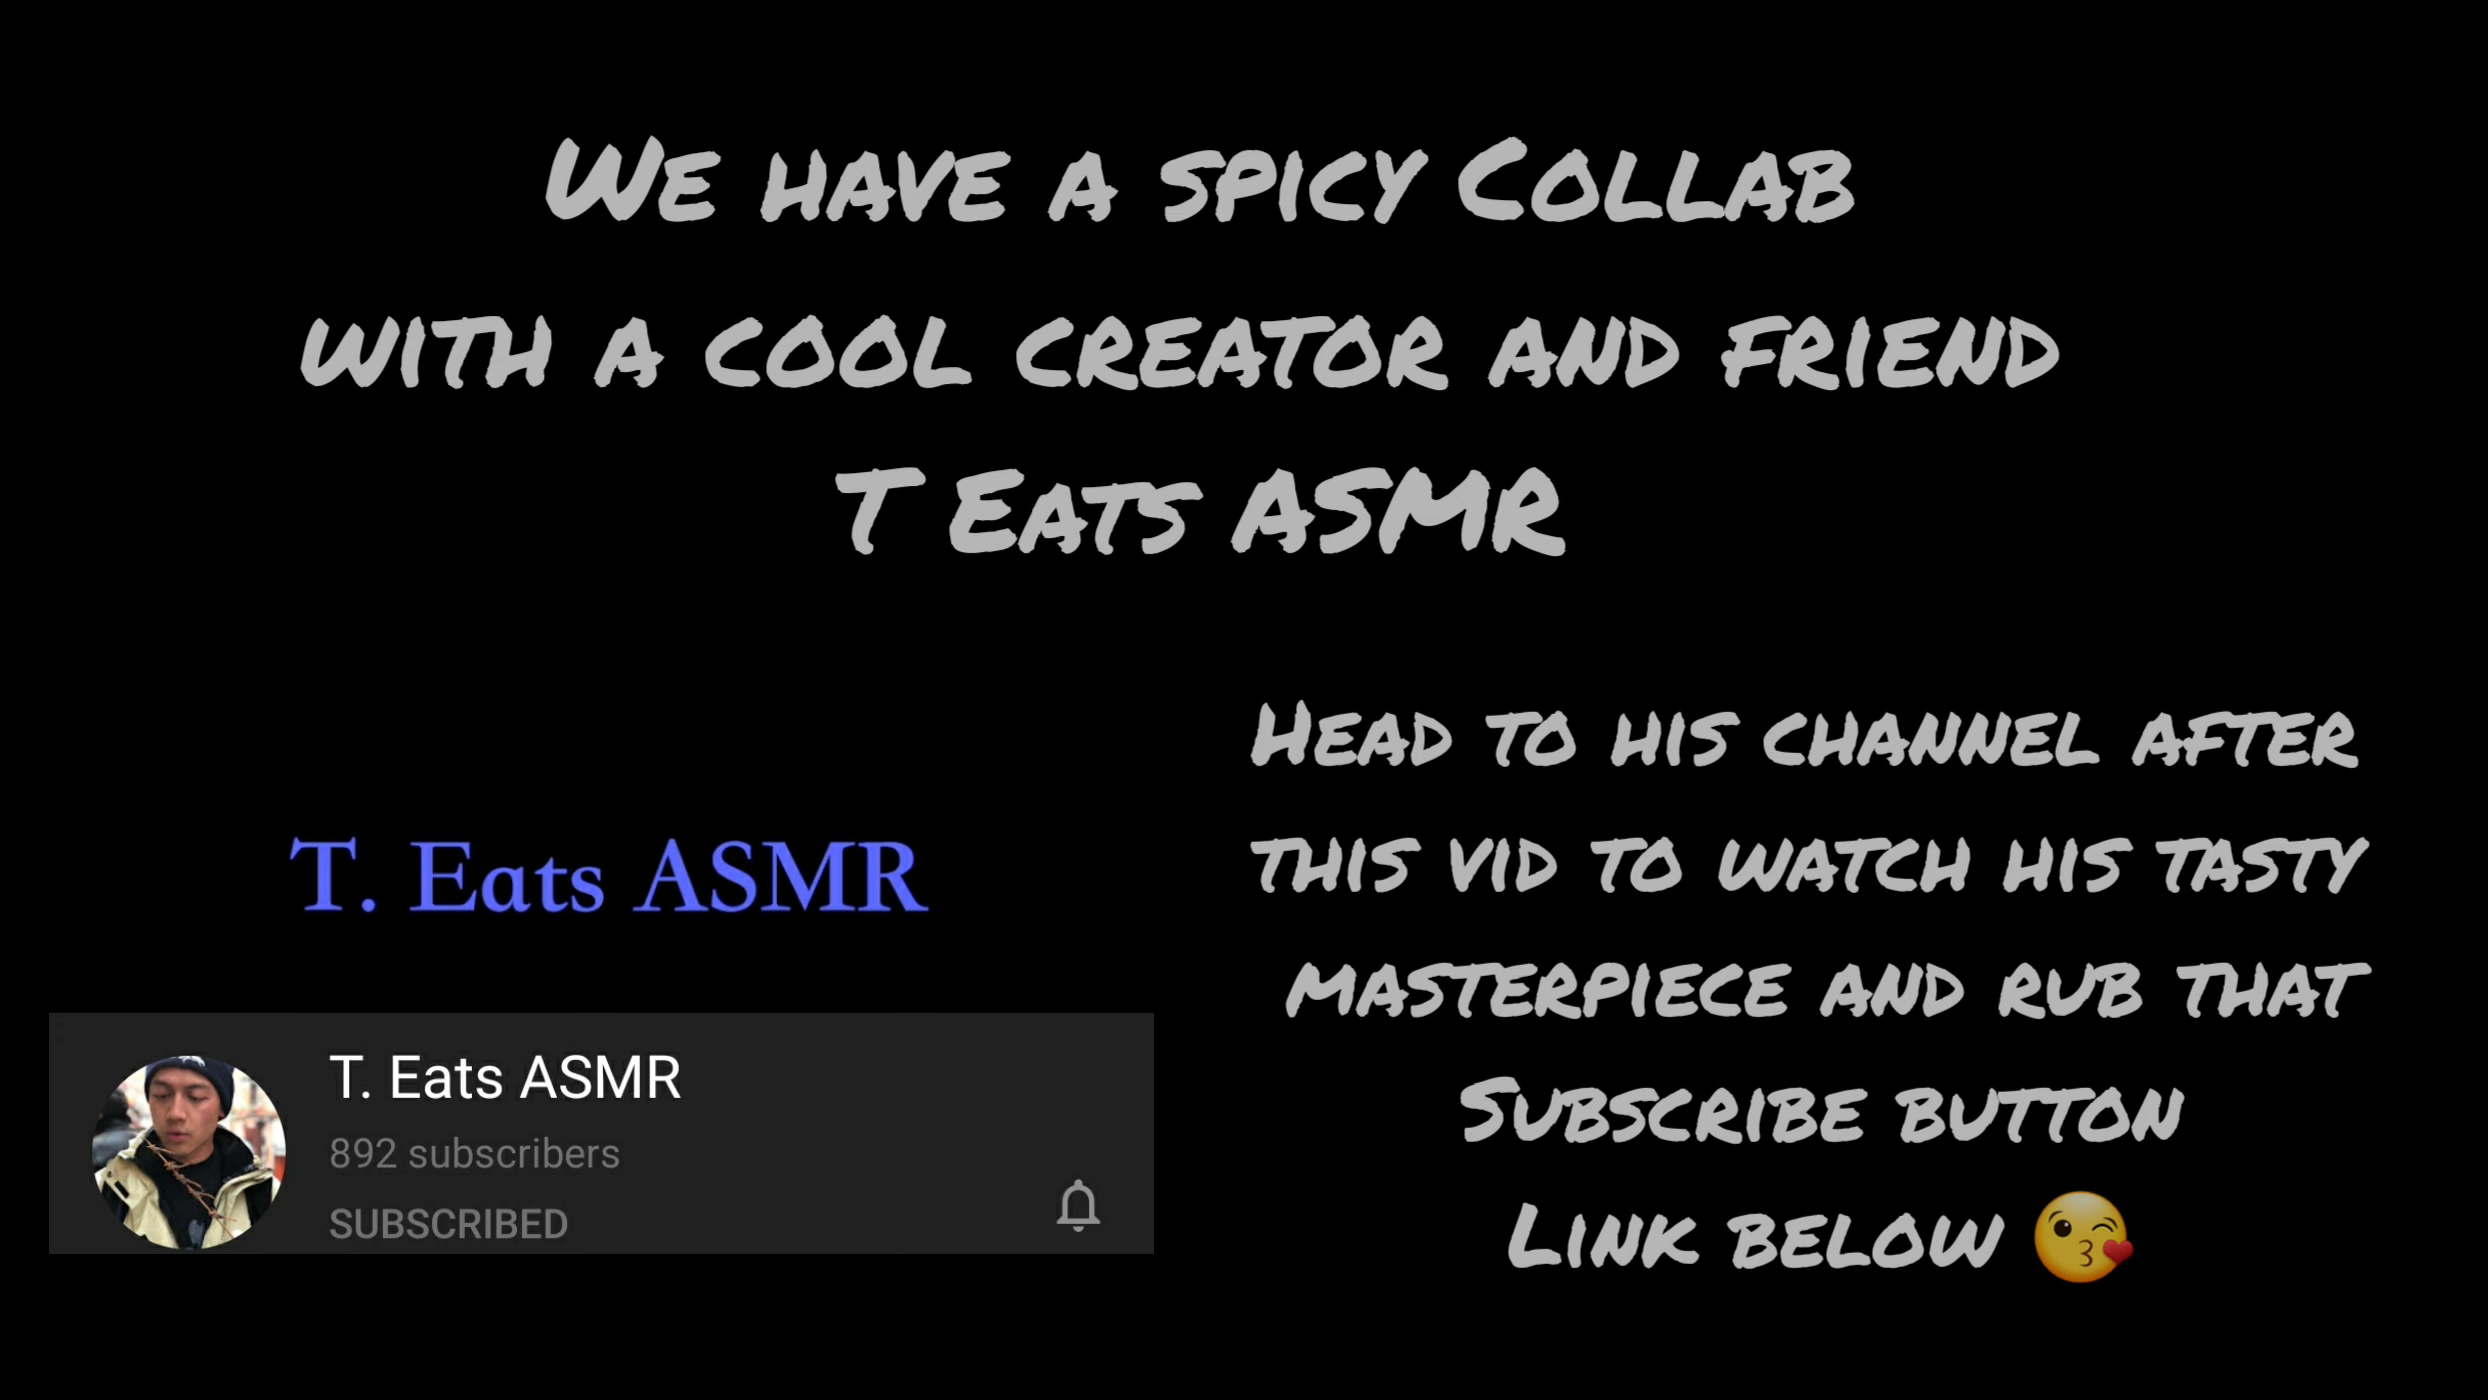 We have a spicy Collab
with a cool creator and friend
T Eats ASMR
Head to his channel after
this vid to watch his tasty
masterpiece and rub that
Subscribe button
Link below 😘
T. Eats ASMR
T. Eats ASMR
892 subscribers
SUBSCRIBED